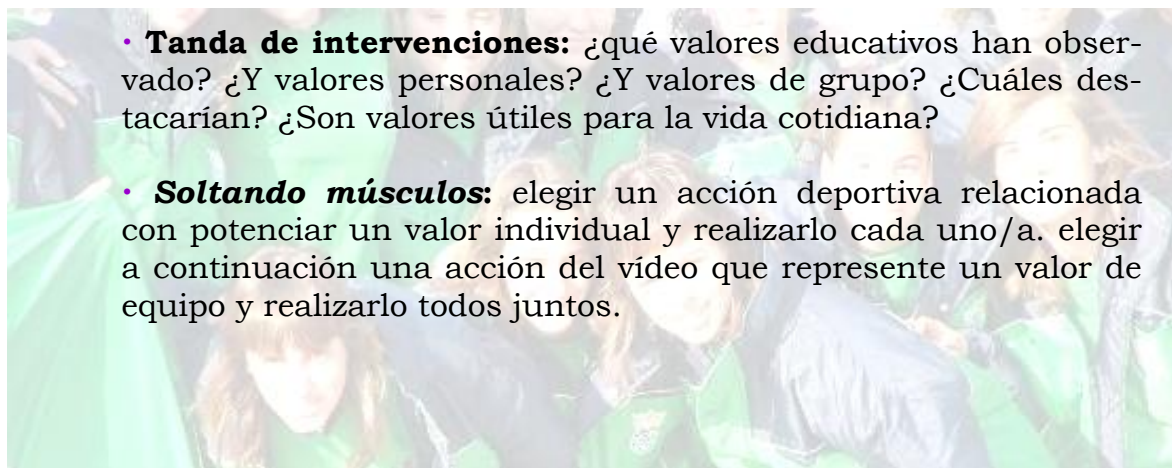 · Tanda de intervenciones: ¿qué valores educativos han obser-
vado? ¿Y valores personales? ¿Y valores de grupo? ¿Cuáles des-
tacarían? ¿Son valores útiles para la vida cotidiana?
· Soltando músculos: elegir un acción deportiva relacionada
con potenciar un valor individual y realizarlo cada uno/a. elegir
a continuación una acción del vídeo que represente un valor de
equipo y realizarlo todos juntos.